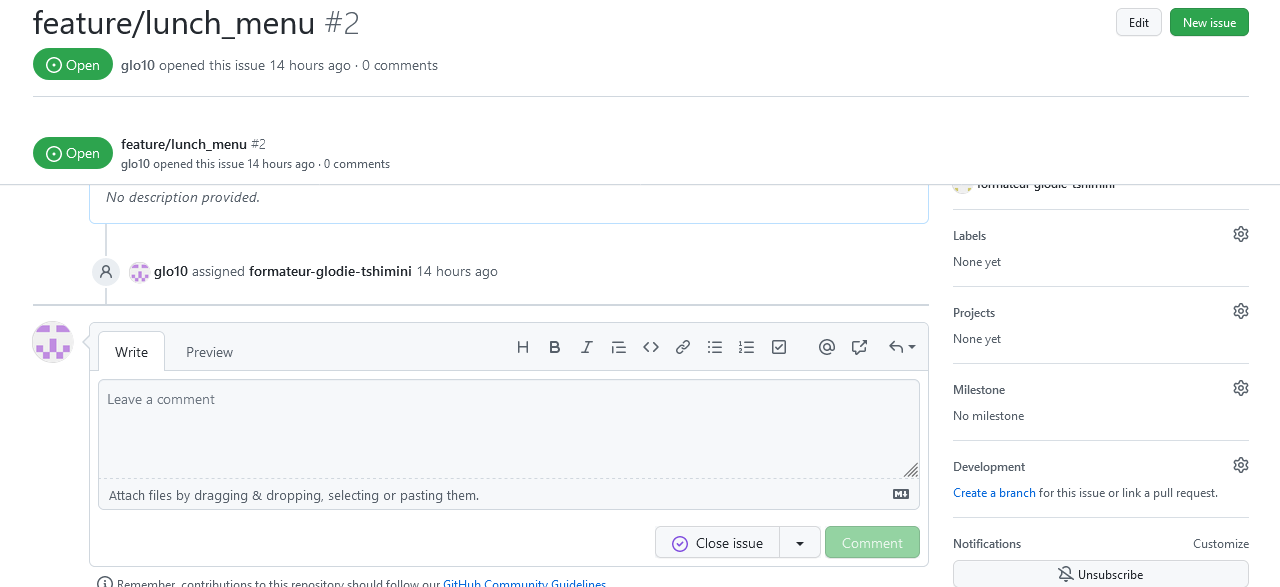 feature/lunch_menu #2
Edit
New issue
Open
glo10 opened this issue 14 hours ago · 0 comments
Open
feature/lunch_menu #2
glo10 opened this issue 14 hours ago · 0 comments
formateur-glodie-tshimini
No description provided.
Labels
None yet
glo10 assigned formateur-glodie-tshimini 14 hours ago
Projects
None yet
Write
Preview
Leave a comment
Milestone
No milestone
Development
Create a branch for this issue or link a pull request.
Attach files by dragging & dropping, selecting or pasting them.
Close issue
Comment
Notifications
Customize
Unsubscribe
Remember, contributions to this repository should follow our GitHub Community Guidelines